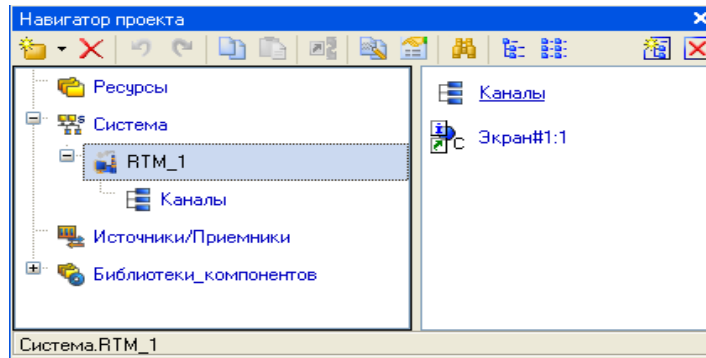 Навигатор проекта
Ресурсы
Система
RTM_1
Каналы
Источники/Приемники
Библиотеки_компонентов
Каналы
Экран#1:1
Система.RTM_1